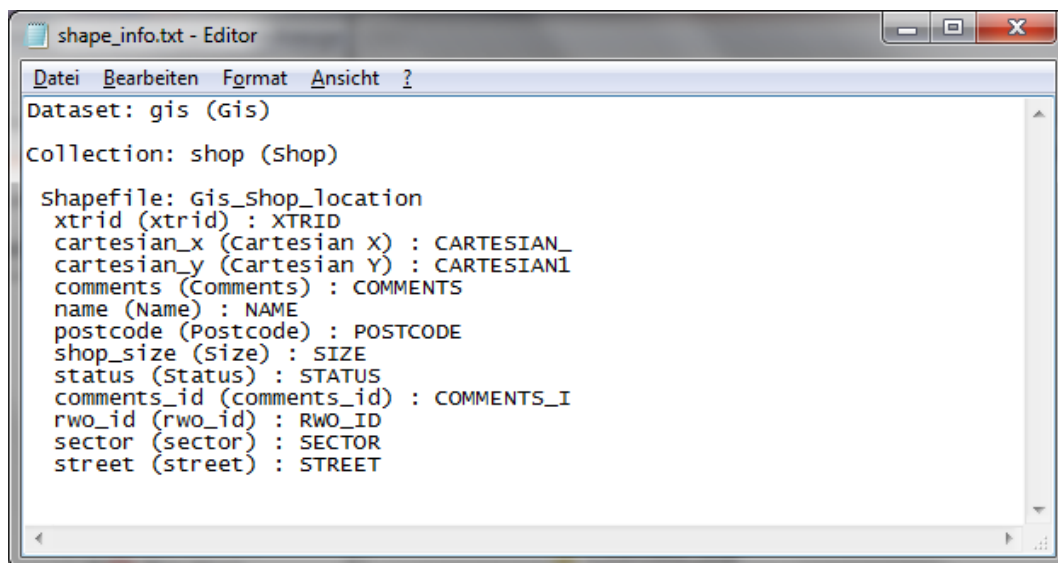 shape_info.txt - Editor
Datei Bearbeiten Format Ansicht ?
Dataset: gis (Gis)
Collection: shop (Shop)
Shapefile: Gis_Shop_location
xtrid (xtrid) : XTRID
cartesian_x (Cartesian X) : CARTESIAN_
cartesian_y (Cartesian Y) : CARTESIAN1
comments (Comments) : COMMENTS
name (Name) : NAME
postcode (Postcode) : POSTCODE
shop_size (Size) : SIZE
status (Status) : STATUS
comments_id (comments_id) : COMMENTS_I
rwo_id (rwo_id) : RWO_ID
sector (sector) : SECTOR
street (street) : STREET